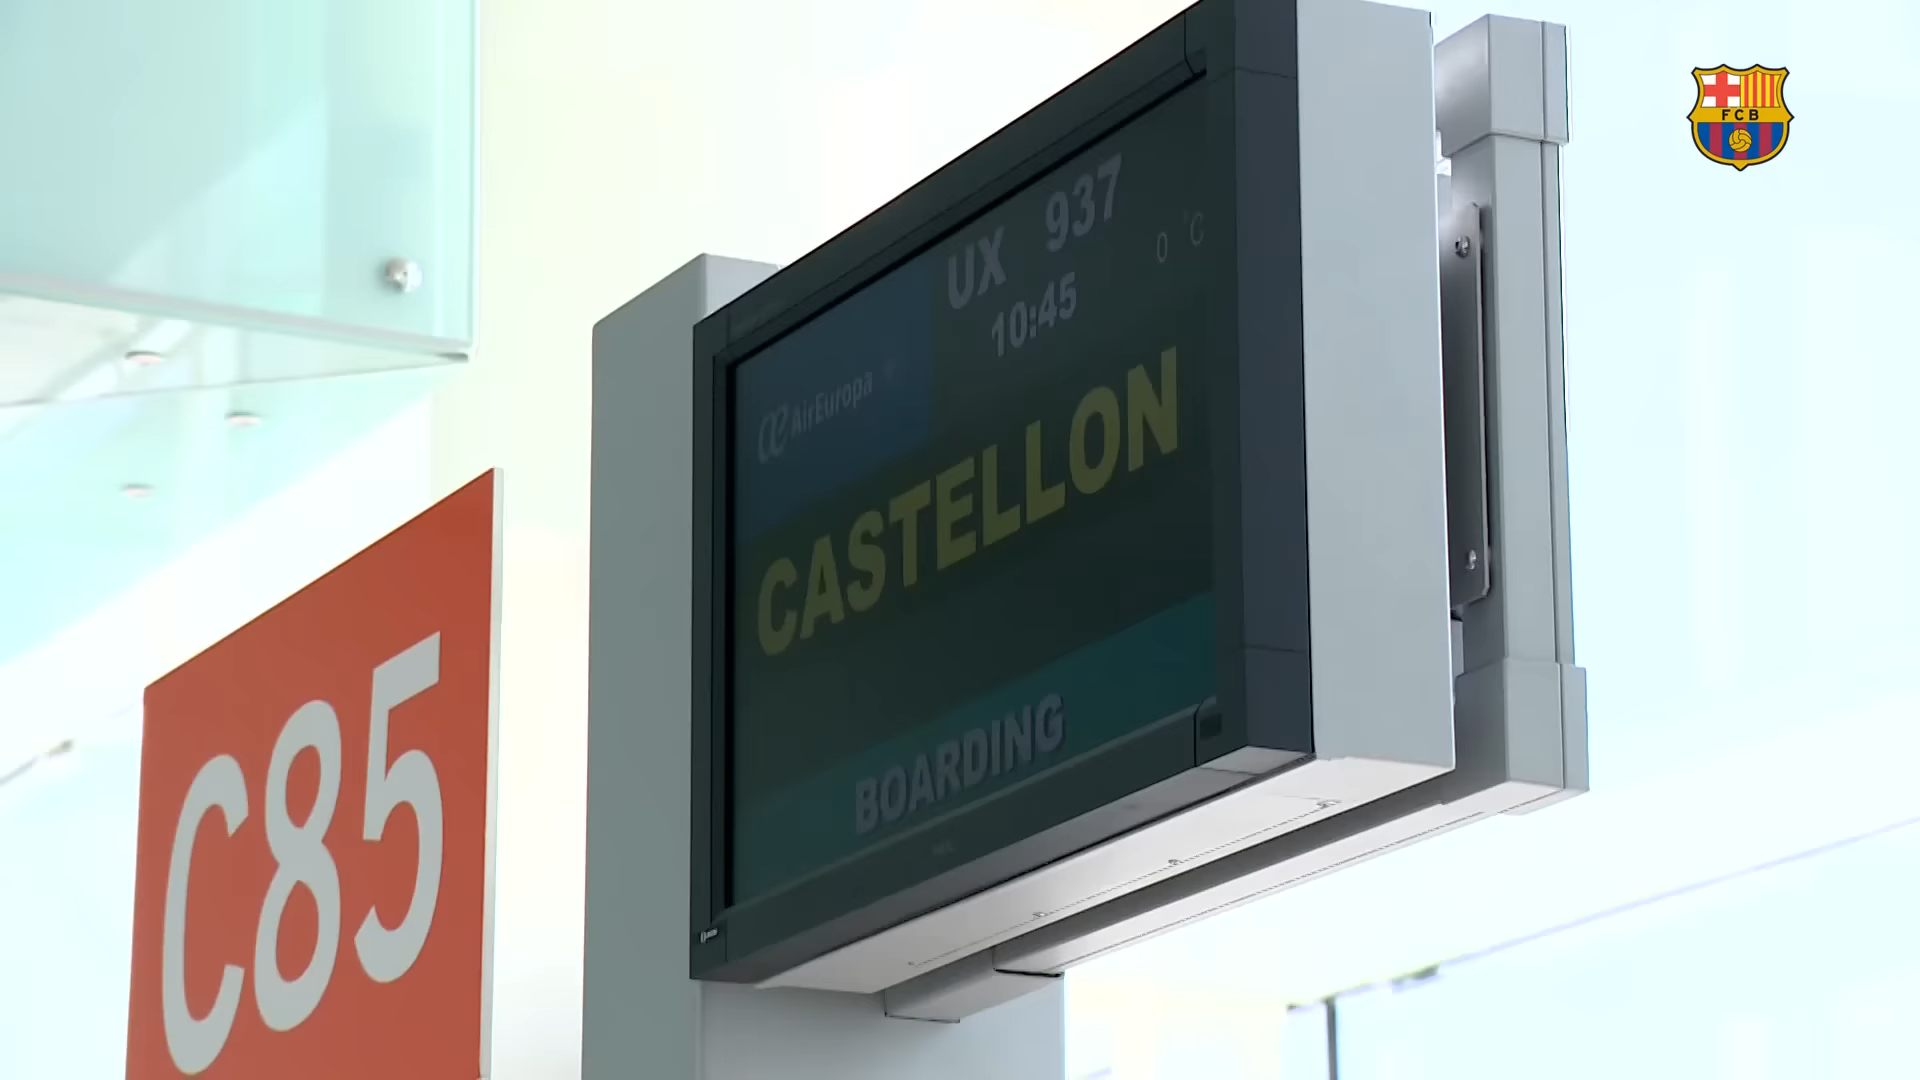 UX 937
10:45
0 °C
AirEuropa
CASTELLON
BOARDING
C85
FCB